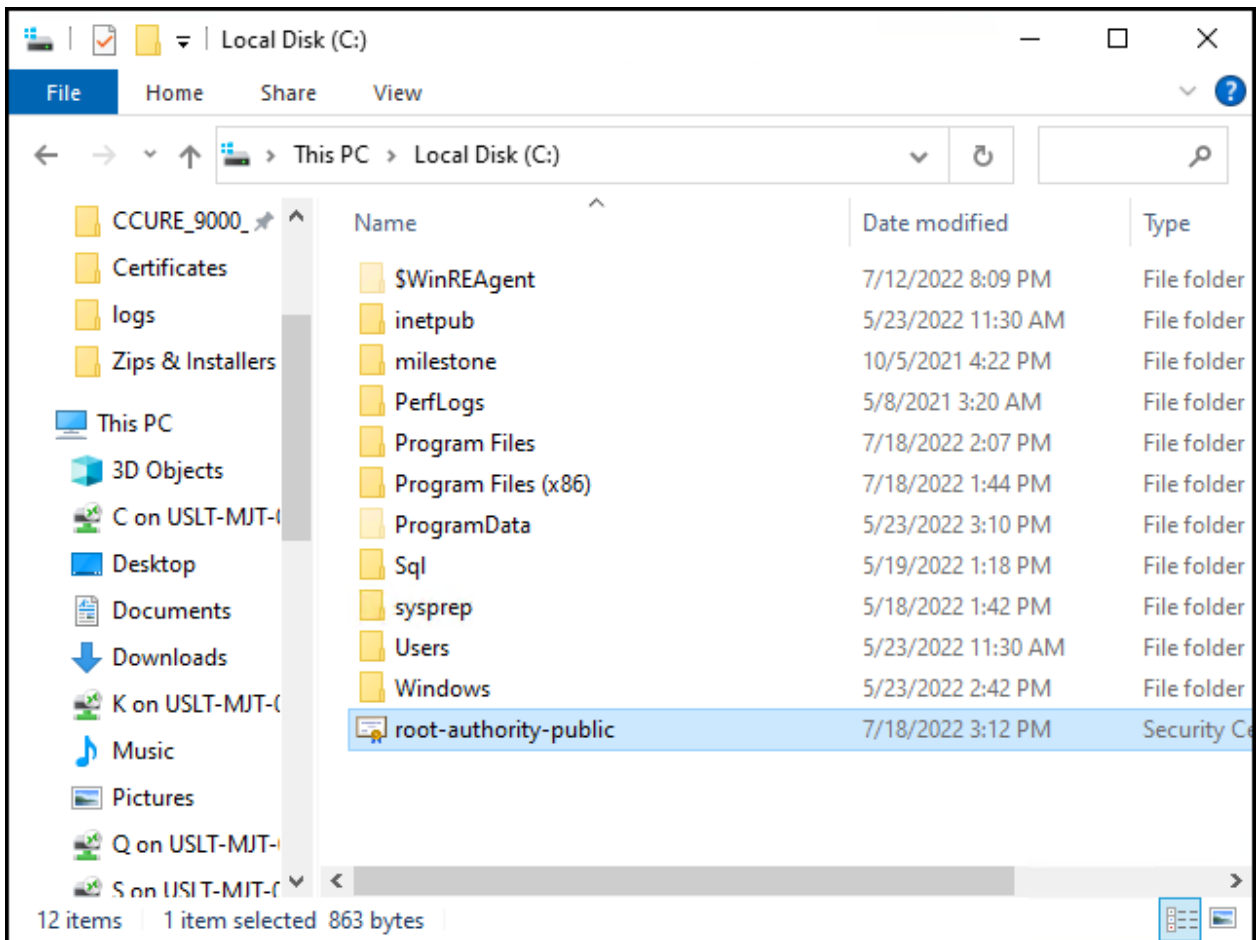 Local Disk (C:)
File Home Share View
This PC > Local Disk (C:)
CCURE_9000_
Certificates
logs
Zips & Installers
This PC
3D Objects
C on USLT-MJT-
Desktop
Documents
Downloads
K on USLT-MJT-
Music
Pictures
Q on USLT-MJT-
S on USLT-MJT-
Name Date modified Type
$WinREAgent 7/12/2022 8:09 PM File folder
inetpub 5/23/2022 11:30 AM File folder
milestone 10/5/2021 4:22 PM File folder
PerfLogs 5/8/2021 3:20 AM File folder
Program Files 7/18/2022 2:07 PM File folder
Program Files (x86) 7/18/2022 1:44 PM File folder
ProgramData 5/23/2022 3:10 PM File folder
Sql 5/19/2022 1:18 PM File folder
sysprep 5/18/2022 1:42 PM File folder
Users 5/23/2022 11:30 AM File folder
Windows 5/23/2022 2:42 PM File folder
root-authority-public 7/18/2022 3:12 PM Security Ce
12 items 1 item selected 863 bytes